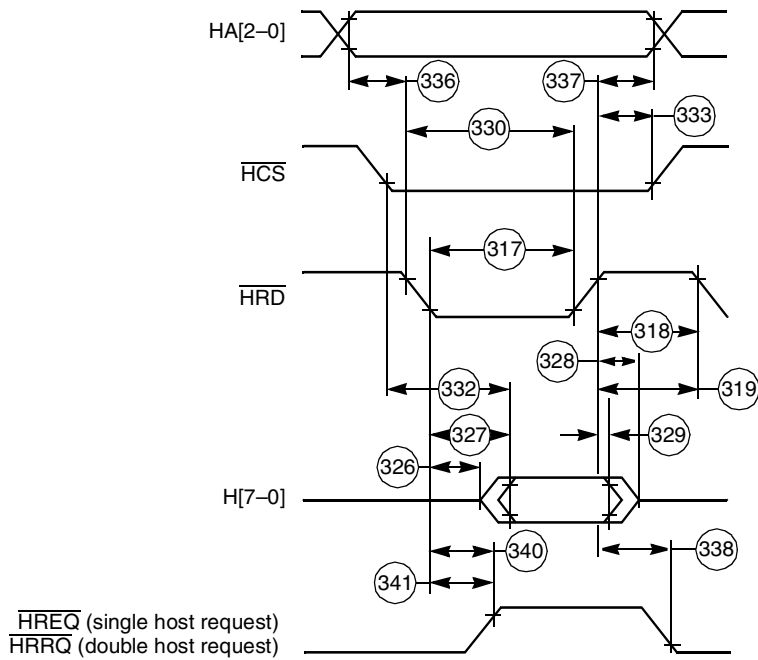 HA[2–0]
336
337
333
330
HCS
317
HRD
318
328
332
319
327
329
326
H[7–0]
340
338
341
HREQ (single host request)
HRRQ (double host request)